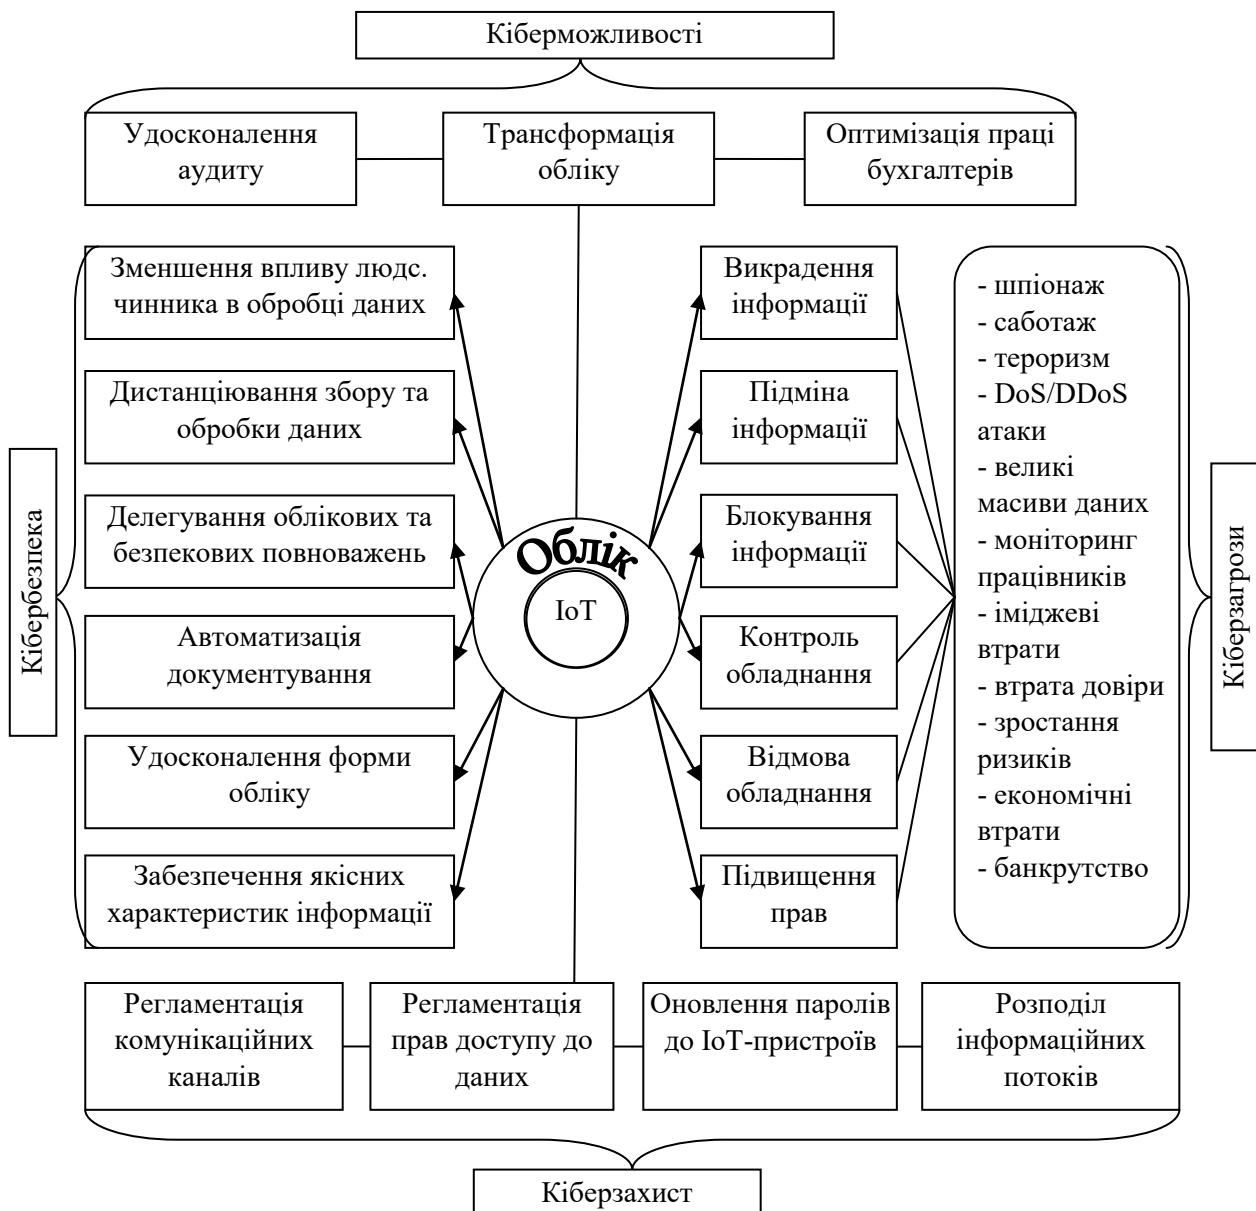 Кіберможливості
Удосконалення
аудиту
Трансформація
обліку
Оптимізація праці
бухгалтерів
Кібербезпека
Зменшення впливу людс.
чинника в обробці даних
Дистанціювання збору та
обробки даних
Делегування облікових та
безпекових повноважень
Автоматизація
документування
Удосконалення форми
обліку
Забезпечення якісних
характеристик інформації
Облік
IoT
Викрадення
інформації
Підміна
інформації
Блокування
інформації
Контроль
обладнання
Відмова
обладнання
Підвищення
прав
- шпіонаж
- саботаж
- тероризм
- DoS/DDoS
атаки
- великі
масиви даних
- моніторинг
працівників
- іміджеві
втрати
- втрата довіри
- зростання
ризиків
- економічні
втрати
- банкрутство
Кіберзагрози
Регламентація
комунікаційних
каналів
Регламентація
прав доступу до
даних
Оновлення паролів
до IoT-пристроїв
Розподіл
інформаційних
потоків
Кіберзахист